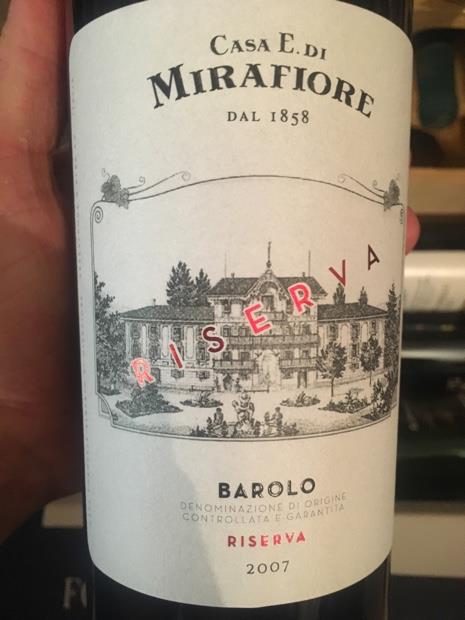 CASA E. DI
MIRAFIORE
DAL 1858
RISERVA
BAROLO
DENOMINAZIONE DI ORIGINE
CONTROLLATA E GARANTITA
RISERVA
2007